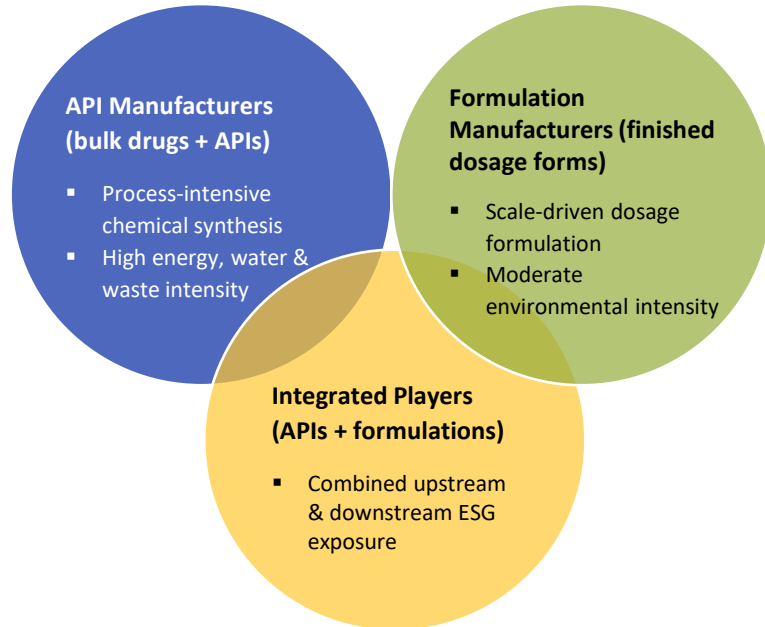 API Manufacturers
(bulk drugs + APIs)
▪ Process-intensive
chemical synthesis
▪ High energy, water &
waste intensity
Formulation
Manufacturers (finished
dosage forms)
▪ Scale-driven dosage
formulation
▪ Moderate
environmental intensity
Integrated Players
(APIs + formulations)
▪ Combined upstream
& downstream ESG
exposure